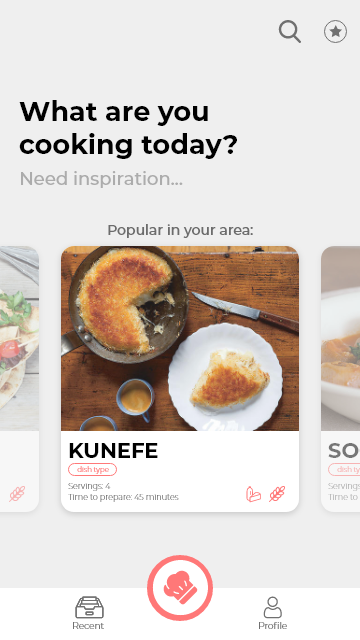 What are you
cooking today?
Need inspiration...
Popular in your area:
KUNEFE
dish type
Servings: 4
Time to prepare: 45 minutes
SO
dish ty
Servings
Time to
Recent
Profile